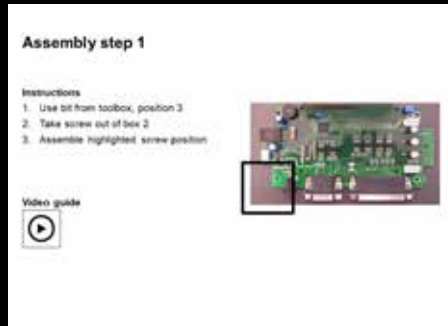 Assembly step 1
Instructions
1. Use bit from toolbox, position 3
2. Take screw out of box 2
3. Assemble highlighted screw position
Video guide